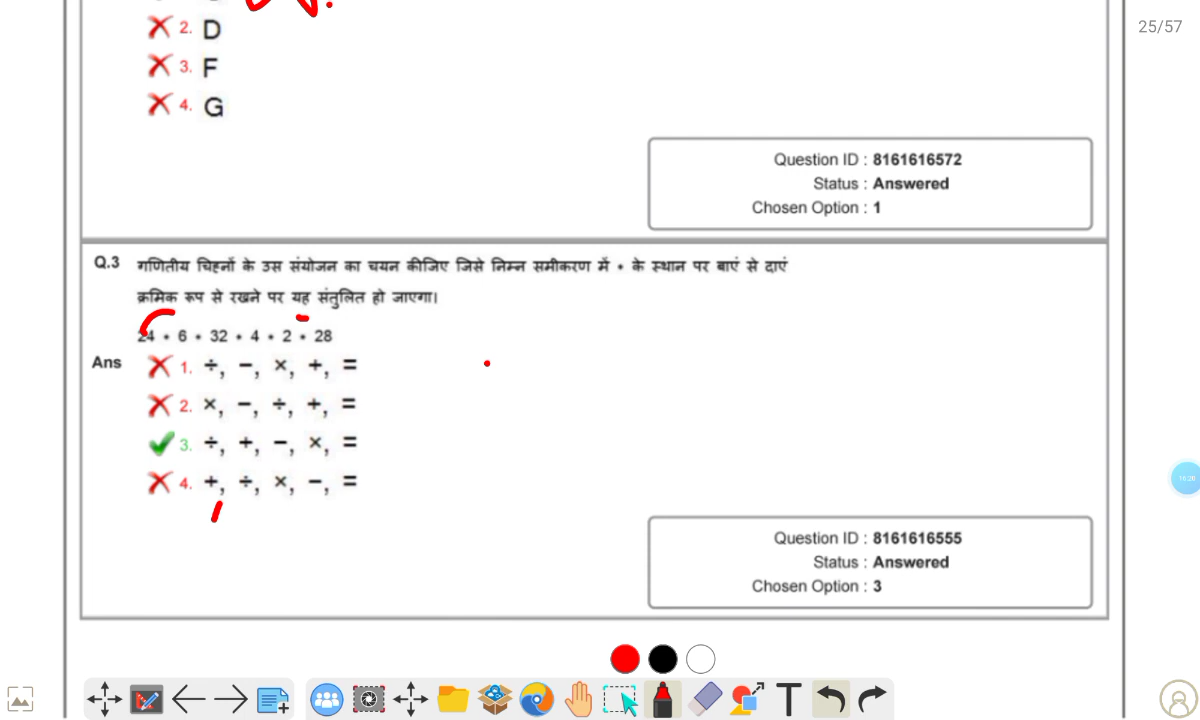 25/57
2. D
3. F
4. G
Question ID : 8161616572
Status : Answered
Chosen Option : 1
Q.3 गणितीय चिह्नों के उस संयोजन का चयन कीजिए जिसे निम्न समीकरण में * के स्थान पर बाएं से दाएं
क्रमिक रूप से रखने पर यह संतुलित हो जाएगा।
24 * 6 * 32 * 4 * 2 * 28
Ans 1. ÷, −, ×, +, =
2. ×, −, ÷, +, =
3. ÷, +, −, ×, =
4. +, ÷, ×, −, =
Question ID : 8161616555
Status : Answered
Chosen Option : 3